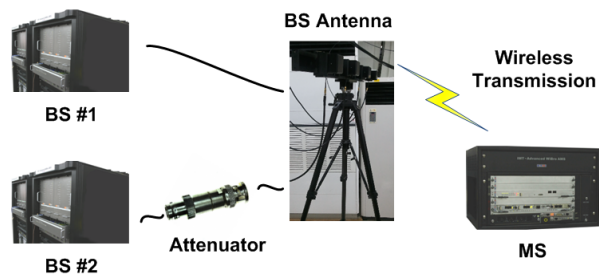 BS Antenna
Wireless
Transmission
BS #1
Attenuator
BS #2
MS